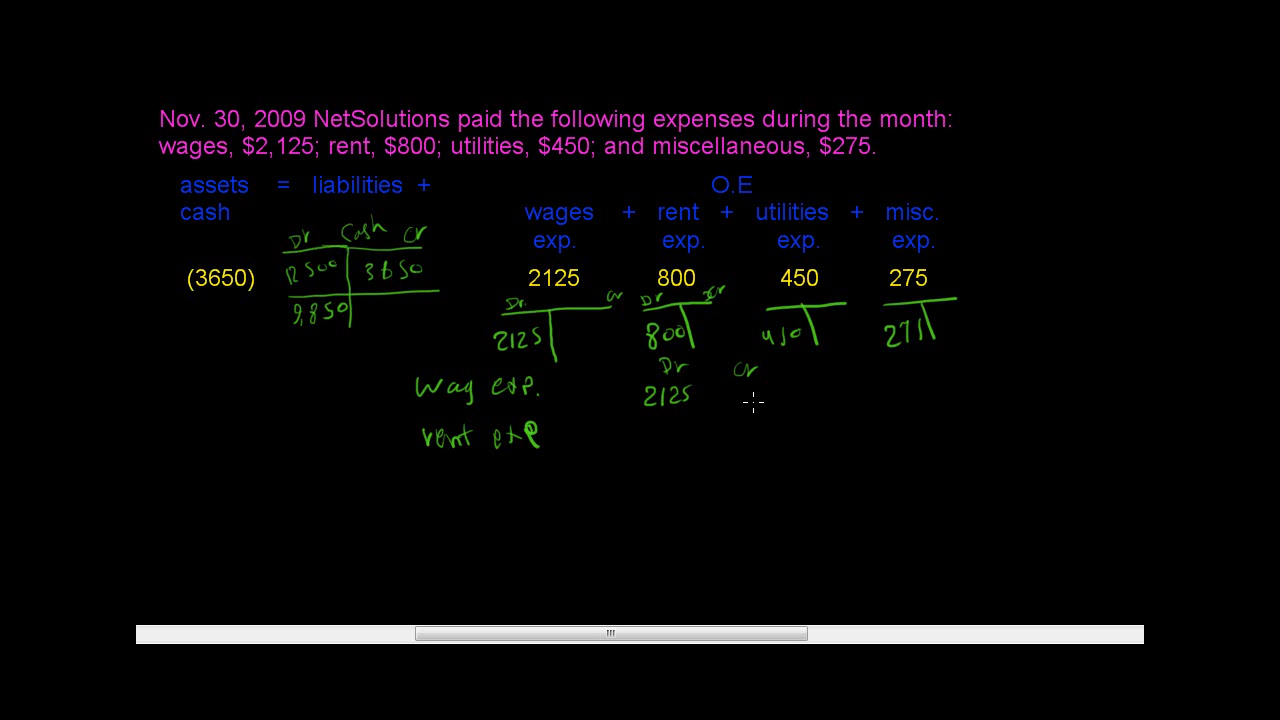 Nov. 30, 2009 NetSolutions paid the following expenses during the month:
wages, $2,125; rent, $800; utilities, $450; and miscellaneous, $275.
assets = liabilities + O.E
cash wages + rent + utilities + misc.
exp. exp. exp. exp.
Dr Cash Cr
(3650) 12500 3650 2125 800 450 275
Dr. Cr Dr Cr
9,850 2125 800 450 275
Dr Cr
wag exp. 2125
rent exp